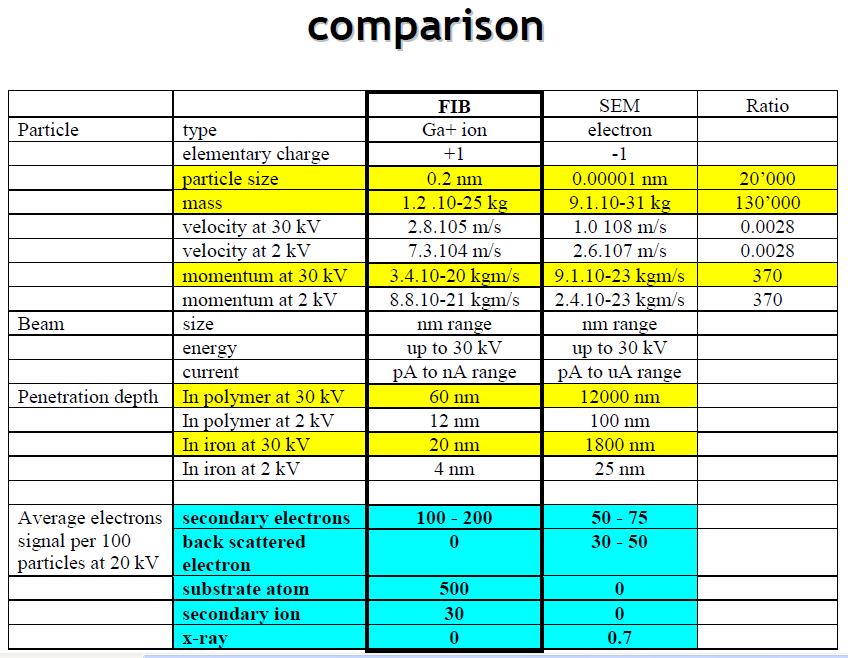 comparison
FIB SEM Ratio
Particle type Ga+ ion electron
elementary charge +1 -1
particle size 0.2 nm 0.00001 nm 20’000
mass 1.2 .10-25 kg 9.1.10-31 kg 130’000
velocity at 30 kV 2.8.105 m/s 1.0 108 m/s 0.0028
velocity at 2 kV 7.3.104 m/s 2.6.107 m/s 0.0028
momentum at 30 kV 3.4.10-20 kgm/s 9.1.10-23 kgm/s 370
momentum at 2 kV 8.8.10-21 kgm/s 2.4.10-23 kgm/s 370
Beam size nm range nm range
energy up to 30 kV up to 30 kV
current pA to nA range pA to uA range
Penetration depth In polymer at 30 kV 60 nm 12000 nm
In polymer at 2 kV 12 nm 100 nm
In iron at 30 kV 20 nm 1800 nm
In iron at 2 kV 4 nm 25 nm
Average electrons secondary electrons 100 - 200 50 - 75
signal per 100 back scattered 0 30 - 50
particles at 20 kV electron
substrate atom 500 0
secondary ion 30 0
x-ray 0 0.7